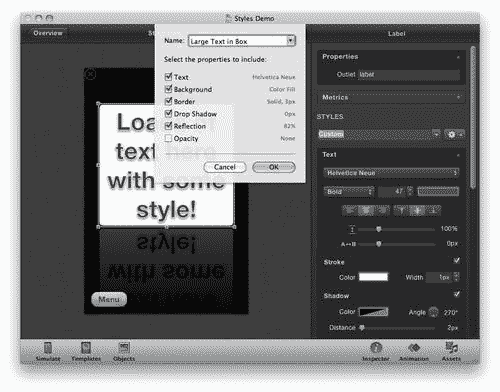 Styles Demo
Overview
St
Label
Name: Large Text in Box
Select the properties to include:
Text Helvetica Neue
Background Color Fill
Border Solid, 3px
Drop Shadow 0px
Reflection 82%
Opacity None
Cancel OK
Loa
text here
with some
style!
style!
with some
Menu
Properties
Outlet label
Metrics
STYLES
Custom
Text
Helvetica Neue
Bold 47
100%
A↔B 0px
Stroke
Color Width 1px
Shadow
Color Angle 270°
Distance 2px
Simulate Templates Objects Inspector Animation Assets